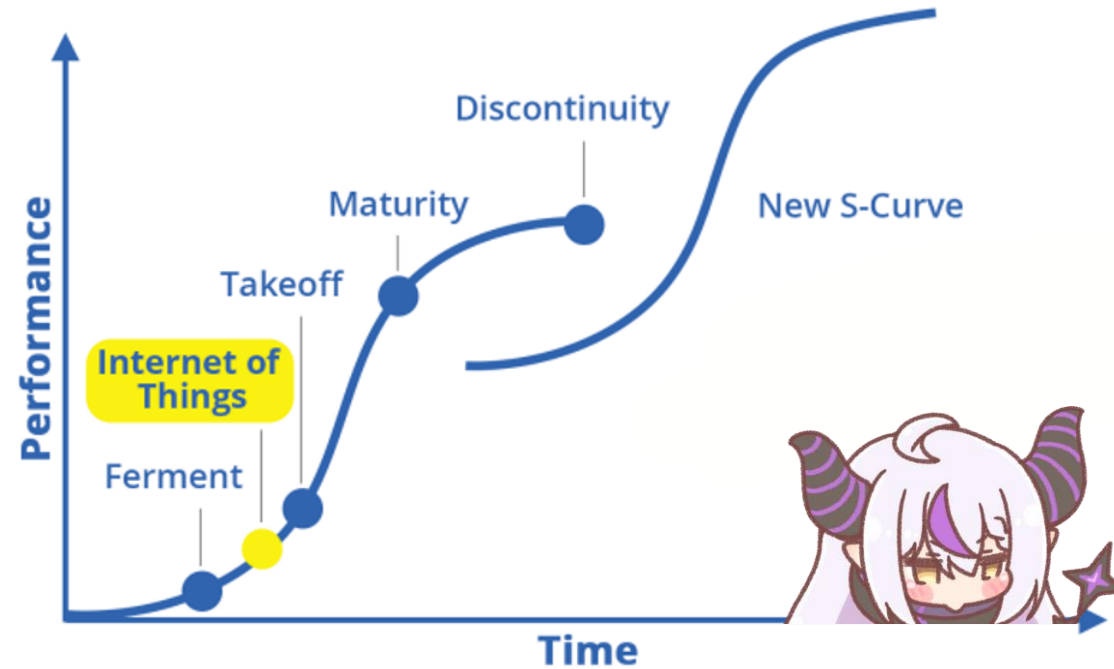 Discontinuity
Maturity
New S-Curve
Takeoff
Internet of
Things
Ferment
Performance
Time